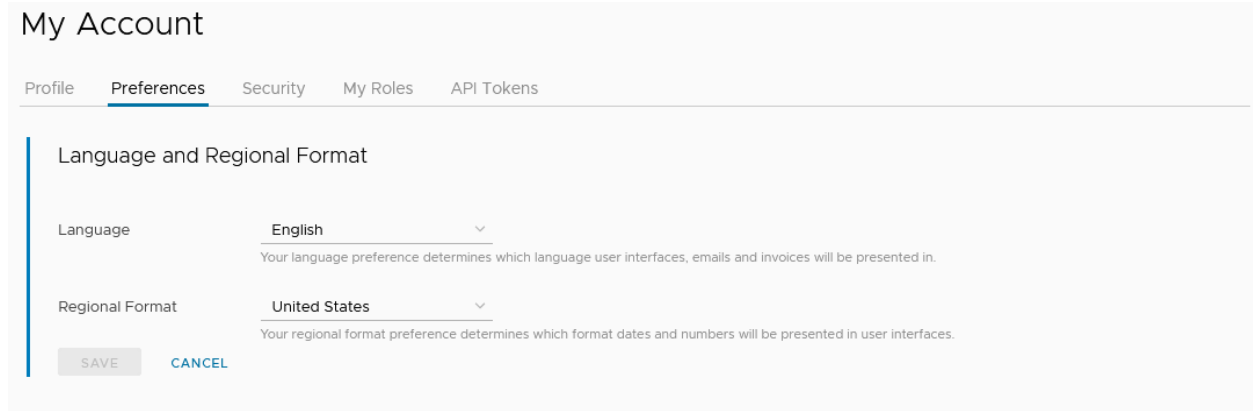 My Account
Profile Preferences Security My Roles API Tokens
Language and Regional Format
Language English
Your language preference determines which language user interfaces, emails and invoices will be presented in.
Regional Format United States
Your regional format preference determines which format dates and numbers will be presented in user interfaces.
SAVE CANCEL